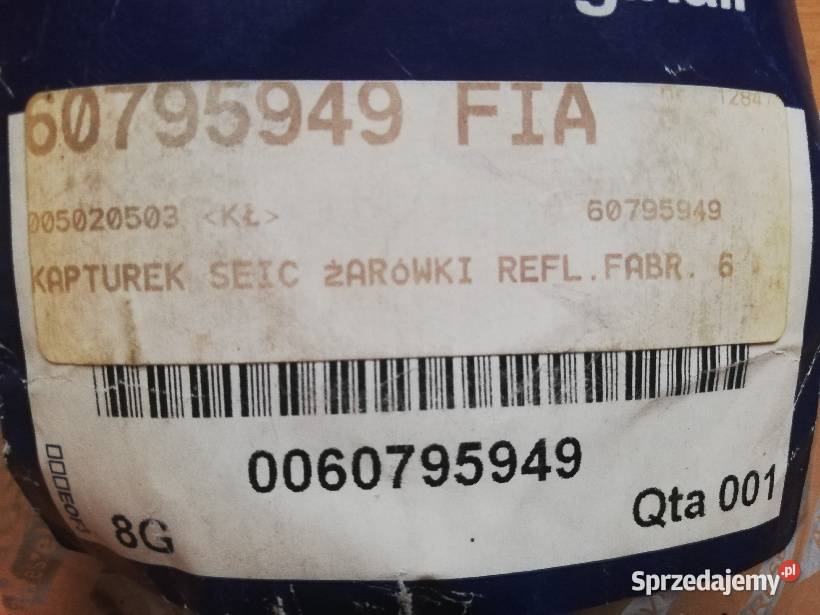 60795949 FIA
005020503 <KŁ> 60795949
KAPTUREK SEIC ŻARÓWKI REFL.FABR. 6
0060795949
8G
Qta 001
Sprzedajemy.pl